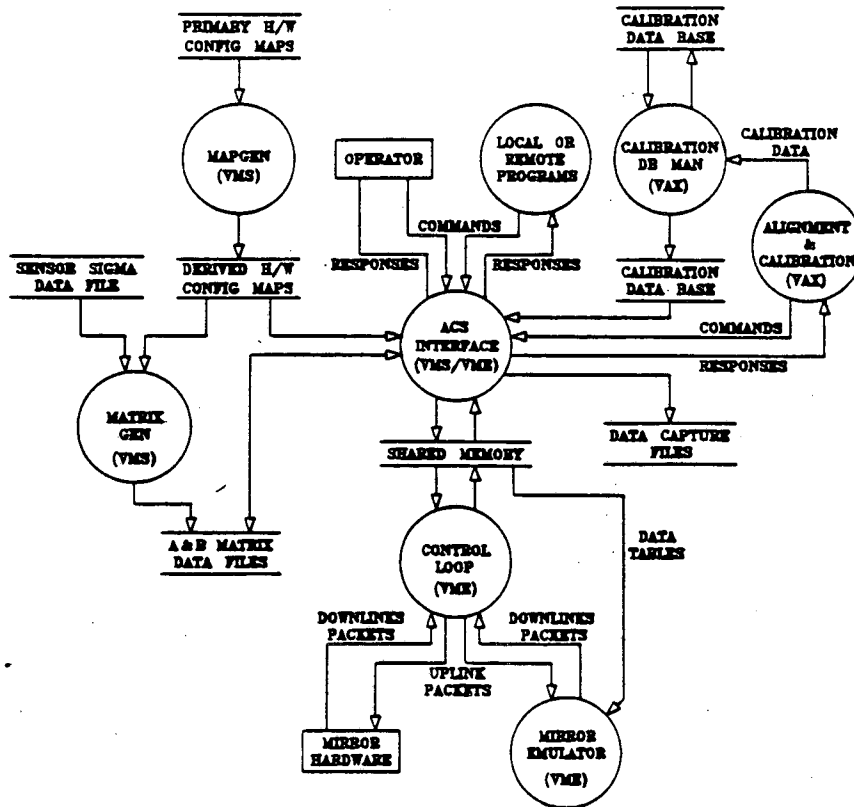 PRIMARY H/W
CONFIG MAPS
CALIBRATION
DATA BASE
MAPGEN
(VMS)
OPERATOR
LOCAL OR
REMOTE
PROGRAMS
CALIBRATION
DB MAN
(VAX)
CALIBRATION
DATA
COMMANDS
RESPONSES
RESPONSES
ALIGNMENT
&
CALIBRATION
(VAX)
SENSOR SIGMA
DATA FILE
DERIVED H/W
CONFIG MAPS
CALIBRATION
DATA BASE
ACS
INTERFACE
(VMS/VME)
COMMANDS
RESPONSES
MATRIX
GEN
(VMS)
DATA CAPTURE
FILES
SHARED MEMORY
A & B MATRIX
DATA FILES
CONTROL
LOOP
(VME)
DATA
TABLES
DOWNLINKS
PACKETS
DOWNLINKS
PACKETS
UPLINK
PACKETS
MIRROR
HARDWARE
MIRROR
EMULATOR
(VME)